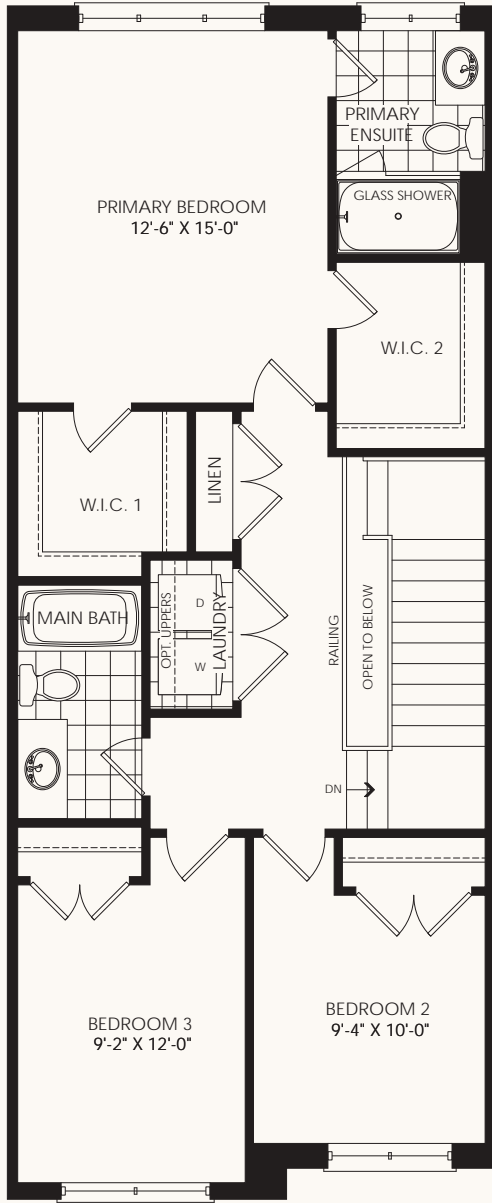 PRIMARY
ENSUITE
GLASS SHOWER
PRIMARY BEDROOM
12'-6" X 15'-0"
W.I.C. 2
W.I.C. 1
LINEN
OPT. UPPERS
D
W
LAUNDRY
MAIN BATH
RAILING
OPEN TO BELOW
DN
BEDROOM 3
9'-2" X 12'-0"
BEDROOM 2
9'-4" X 10'-0"